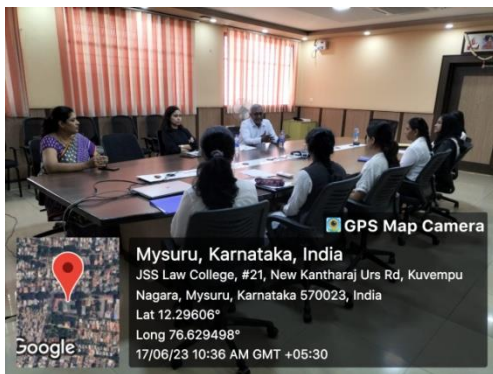 GPS Map Camera
Mysuru, Karnataka, India
JSS Law College, #21, New Kantharaj Urs Rd, Kuvempu
Nagara, Mysuru, Karnataka 570023, India
Lat 12.29606°
Long 76.629498°
17/06/23 10:36 AM GMT +05:30
Google